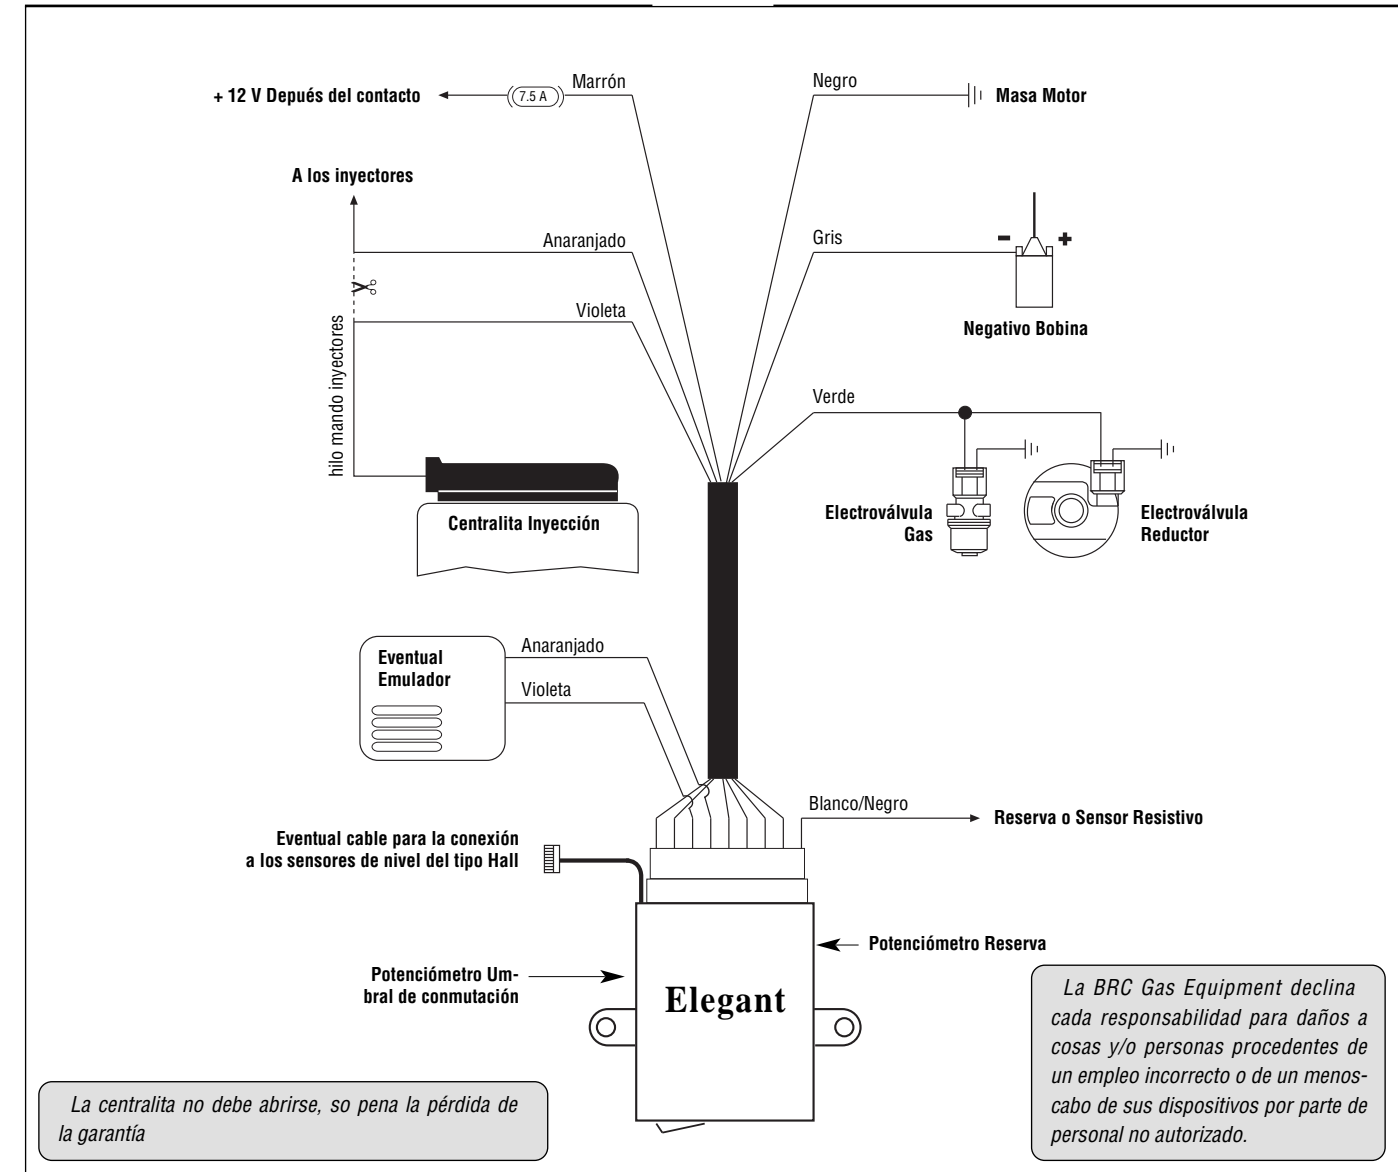 Marrón
Negro
+ 12 V Depués del contacto
7.5 A
Masa Motor
A los inyectores
Anaranjado
Gris
- +
Violeta
Negativo Bobina
hilo mando inyectores
Verde
Centralita Inyección
Electroválvula
Gas
Electroválvula
Reductor
Eventual
Emulador
Anaranjado
Violeta
Blanco/Negro
Reserva o Sensor Resistivo
Eventual cable para la conexión
a los sensores de nivel del tipo Hall
Potenciómetro Reserva
Potenciómetro Um-
bral de conmutación
Elegant
La BRC Gas Equipment declina
cada responsabilidad para daños a
cosas y/o personas procedentes de
un empleo incorrecto o de un menos-
cabo de sus dispositivos por parte de
personal no autorizado.
La centralita no debe abrirse, so pena la pérdida de
la garantía